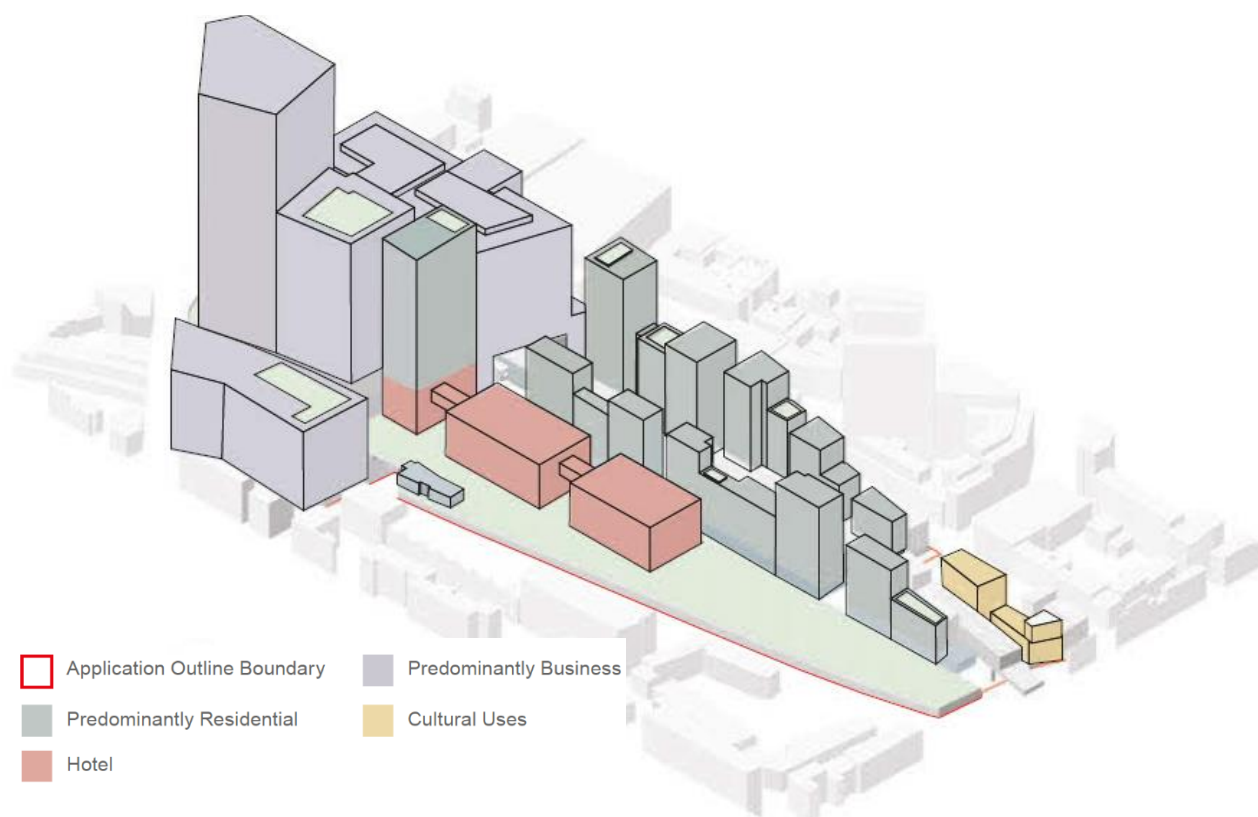 Application Outline Boundary
Predominantly Business
Predominantly Residential
Cultural Uses
Hotel